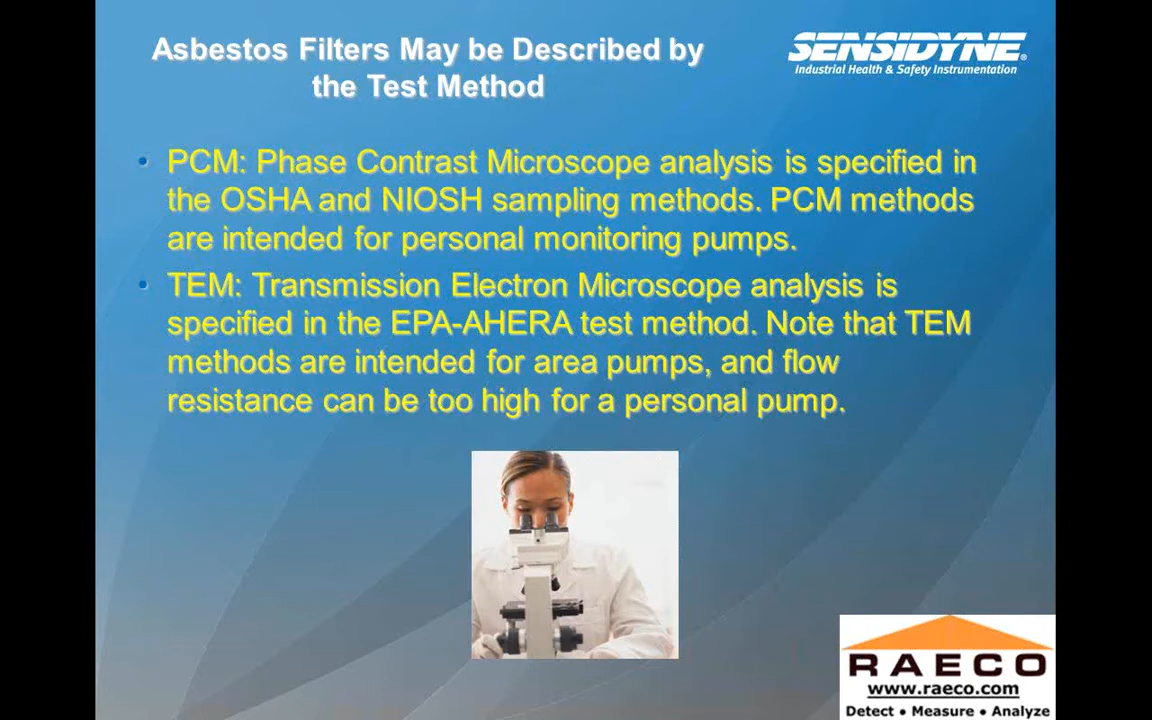 Asbestos Filters May be Described by
the Test Method
SENSIDYNE®
Industrial Health & Safety Instrumentation
• PCM: Phase Contrast Microscope analysis is specified in
the OSHA and NIOSH sampling methods. PCM methods
are intended for personal monitoring pumps.
• TEM: Transmission Electron Microscope analysis is
specified in the EPA-AHERA test method. Note that TEM
methods are intended for area pumps, and flow
resistance can be too high for a personal pump.
RAECO
www.raeco.com
Detect • Measure • Analyze